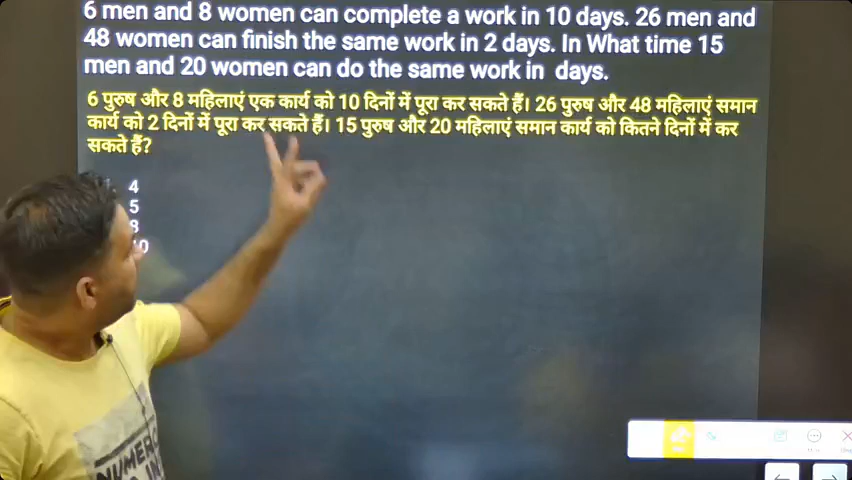 6 men and 8 women can complete a work in 10 days. 26 men and
48 women can finish the same work in 2 days. In What time 15
men and 20 women can do the same work in  days.
6 पुरुष और 8 महिलाएं एक कार्य को 10 दिनों में पूरा कर सकते हैं। 26 पुरुष और 48 महिलाएं समान
कार्य को 2 दिनों में पूरा कर सकते हैं। 15 पुरुष और 20 महिलाएं समान कार्य को कितने दिनों में कर
सकते हैं?
4
5
8
10